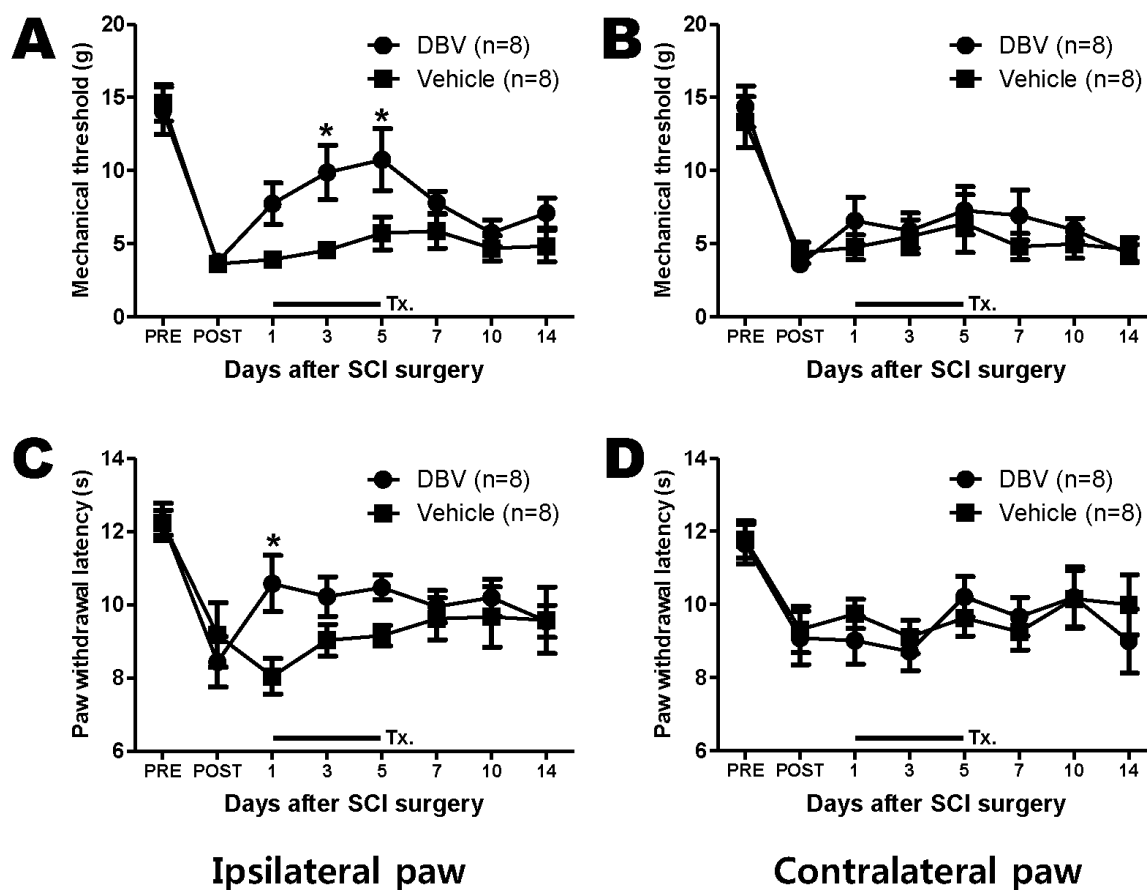 A
Mechanical threshold (g)
20
15
10
5
0
DBV (n=8)
Vehicle (n=8)
* *
Tx.
PRE POST 1 3 5 7 10 14
Days after SCI surgery
B
Mechanical threshold (g)
20
15
10
5
0
DBV (n=8)
Vehicle (n=8)
Tx.
PRE POST 1 3 5 7 10 14
Days after SCI surgery
C
Paw withdrawal latency (s)
14
12
10
8
6
DBV (n=8)
Vehicle (n=8)
*
Tx.
PRE POST 1 3 5 7 10 14
Days after SCI surgery
D
Paw withdrawal latency (s)
14
12
10
8
6
DBV (n=8)
Vehicle (n=8)
Tx.
PRE POST 1 3 5 7 10 14
Days after SCI surgery
Ipsilateral paw
Contralateral paw